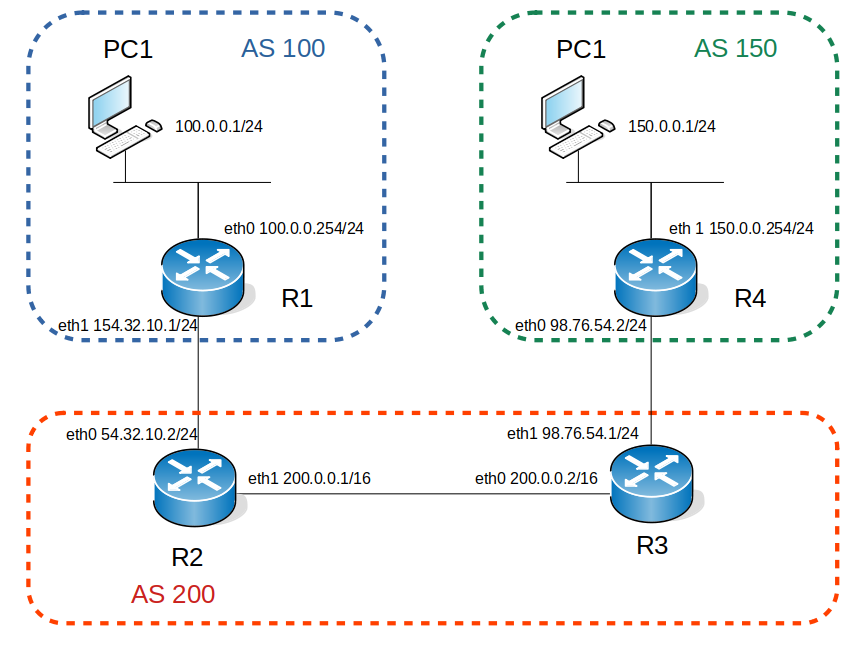 PC1
AS 100
100.0.0.1/24
eth0 100.0.0.254/24
R1
eth1 154.32.10.1/24
PC1
AS 150
150.0.0.1/24
eth 1 150.0.0.254/24
R4
eth0 98.76.54.2/24
eth0 54.32.10.2/24
eth1 200.0.0.1/16
R2
AS 200
eth1 98.76.54.1/24
eth0 200.0.0.2/16
R3